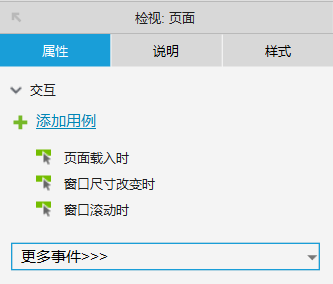 检视: 页面
属性 说明 样式
交互
添加用例
页面载入时
窗口尺寸改变时
窗口滚动时
更多事件>>>